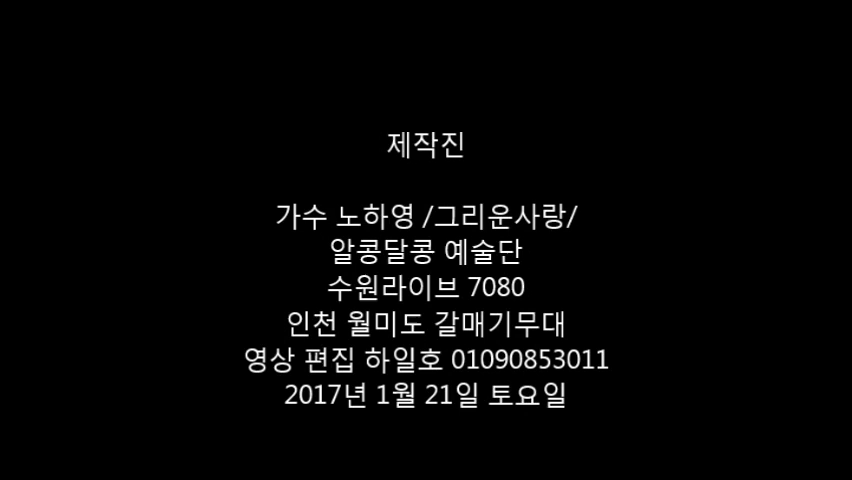 제작진
가수 노하영 /그리운사랑/
알콩달콩 예술단
수원라이브 7080
인천 월미도 갈매기무대
영상 편집 하일호 01090853011
2017년 1월 21일 토요일